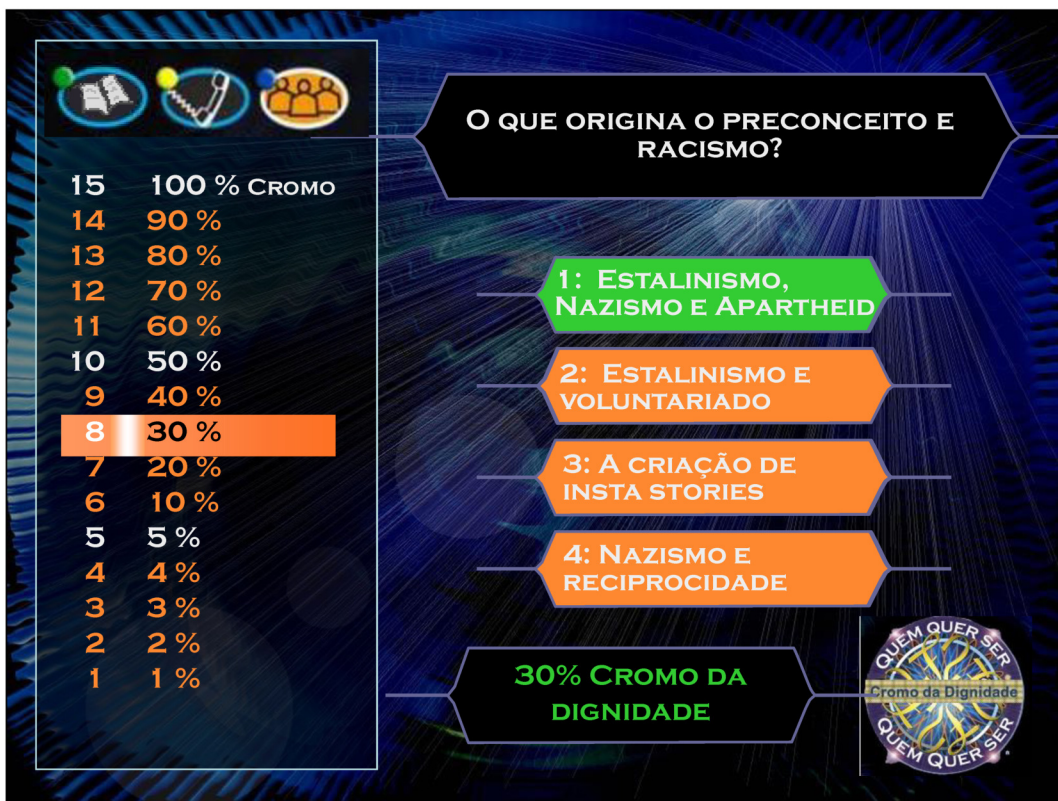 O que origina o preconceito e
racismo?
15 100 % Cromo
14 90 %
13 80 %
12 70 %
11 60 %
10 50 %
9 40 %
8 30 %
7 20 %
6 10 %
5 5 %
4 4 %
3 3 %
2 2 %
1 1 %
1: Estalinismo,
Nazismo e Apartheid
2: Estalinismo e
voluntariado
3: A criação de
insta stories
4: Nazismo e
reciprocidade
30% Cromo da
dignidade
QUEM QUER SER
Cromo da Dignidade
QUEM QUER SER